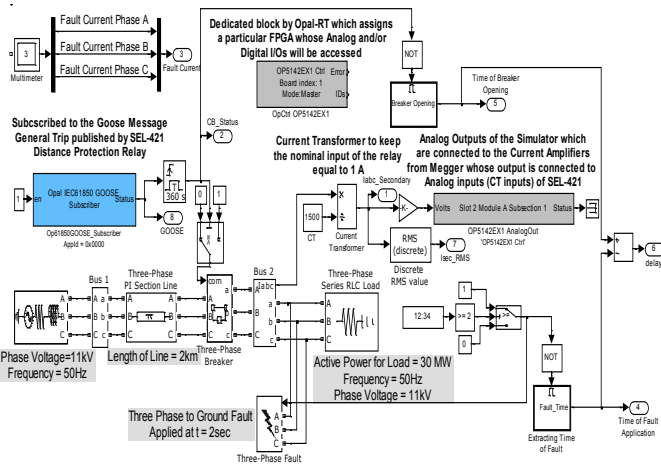 Fault Current Phase A
Fault Current Phase B
Fault Current Phase C
3
Multimeter
3
Fault Current
Dedicated block by Opal-RT which assigns
a particular FPGA whose Analog and/or
Digital I/Os will be accessed
OP5142EX1 Ctrl
Board index: 1
Mode:Master
Error
IDs
OpCtrl OP5142EX1
NOT
Breaker Opening
Time of Breaker
Opening
5
Subcscribed to the Goose Message
General Trip published by SEL-421
Distance Protection Relay
CB_Status
2
1
en
Opal IEC61850 GOOSE
Subscriber
Status
Op61850GOOSE_Subscriber
AppId = 0x0000
360 s
8
GOOSE
0
1
Current Transformer to keep
the nominal input of the relay
equal to 1 A
Iabc_Secondary
1
1500
CT
×
÷
Current
Transformer
-K-
RMS
(discrete)
Discrete
RMS value
7
Isec_RMS
Analog Outputs of the Simulator which
are connected to the Current Amplifiers
from Megger whose output is connected to
Analog inputs (CT inputs) of SEL-421
Volts
Slot 2 Module A Subsection 1
Status
OP5142EX1 AnalogOut
'OP5142EX1 Ctrl'
6
delay
Bus 1
Three-Phase
PI Section Line
com
Three-Phase
Breaker
Bus 2
Iabc
Three-Phase
Series RLC Load
A
B
C
a
b
c
Phase Voltage=11kV
Frequency = 50Hz
Length of Line = 2km
Active Power for Load = 30 MW
Frequency = 50Hz
Phase Voltage = 11kV
12:34
>= 2
1
0
>=
NOT
Fault_Time
Extracting Time
of Fault
4
Time of Fault
Application
Three Phase to Ground Fault
Applied at t = 2sec
A
B
C
Three-Phase Fault